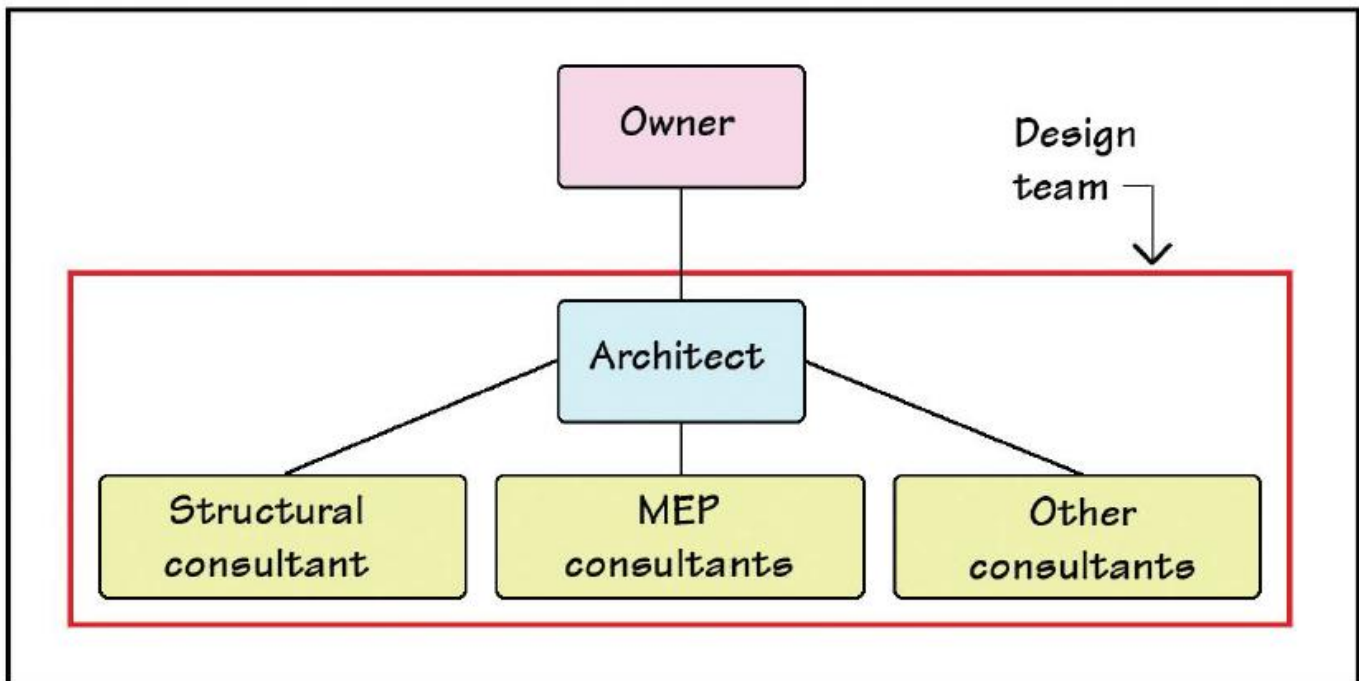 Owner
Design
team
Architect
Structural
consultant
MEP
consultants
Other
consultants